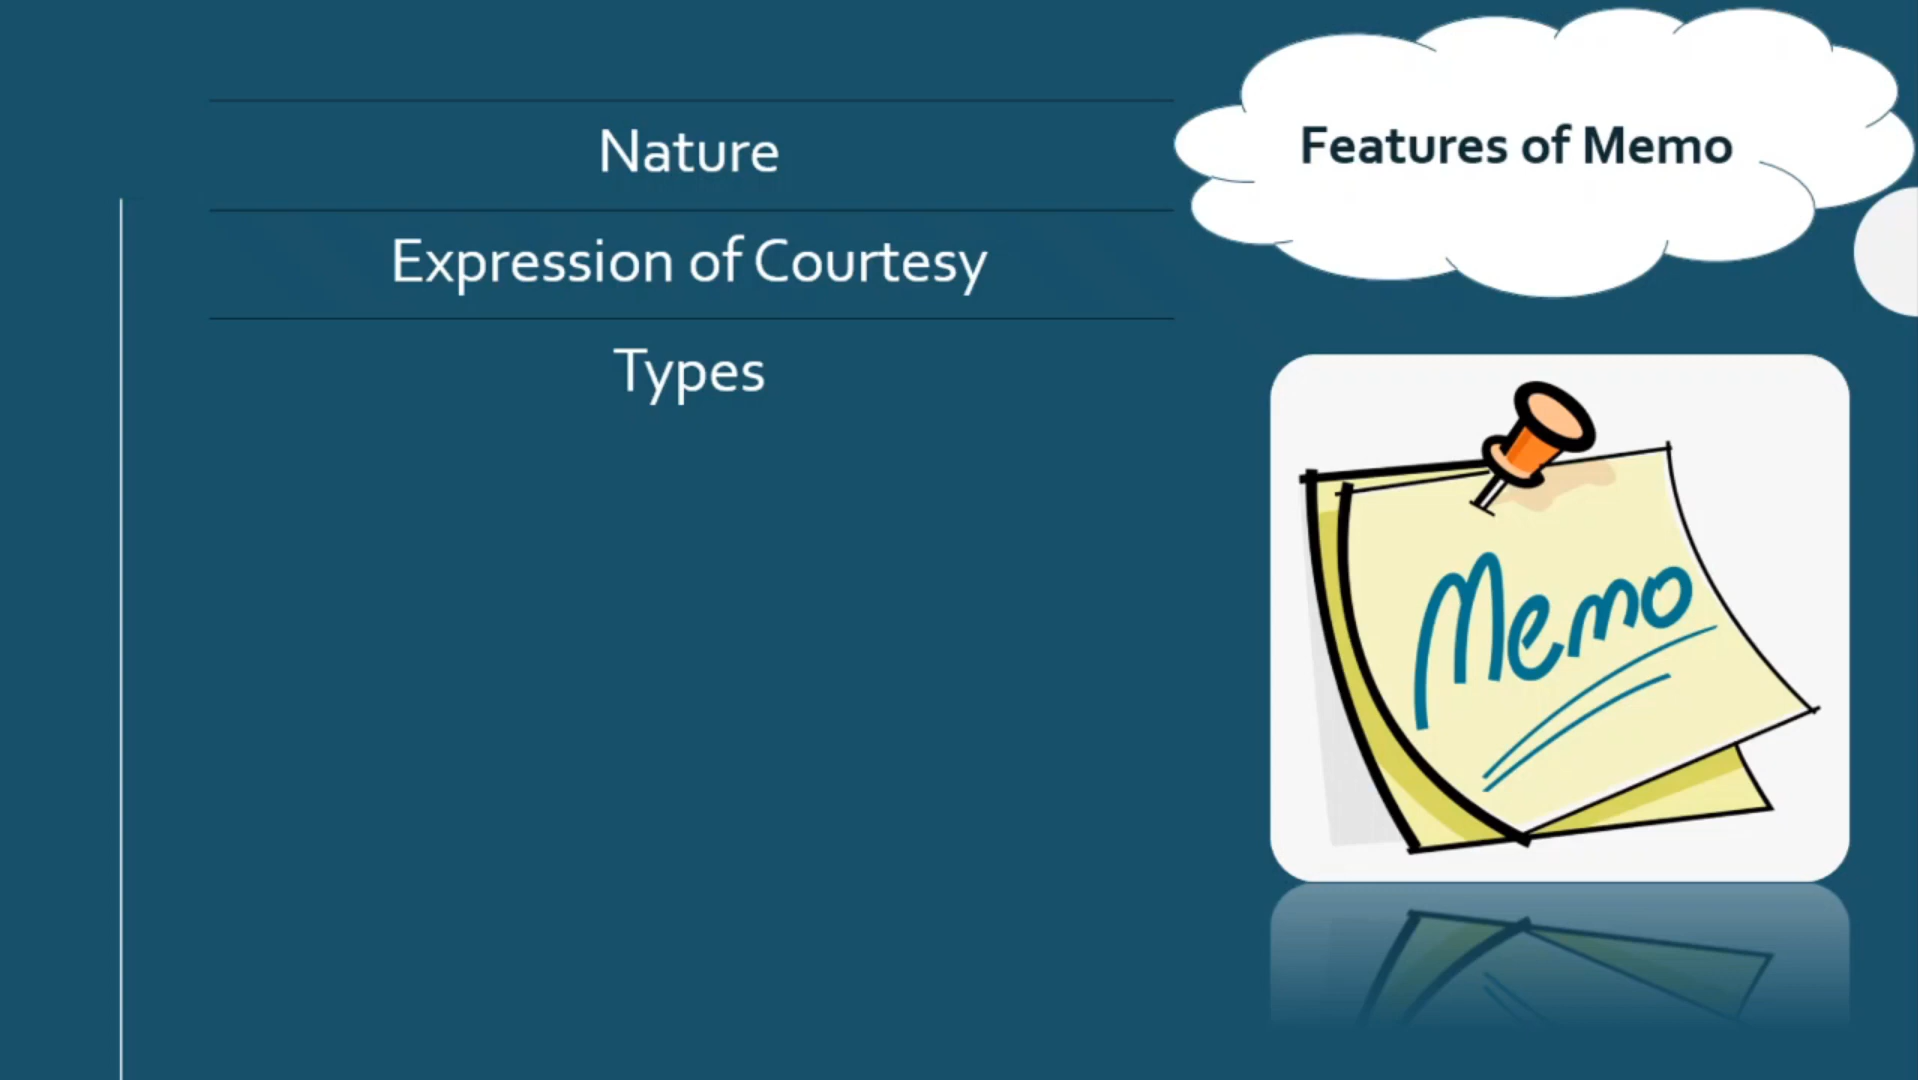 Features of Memo
Nature
Expression of Courtesy
Types
Memo